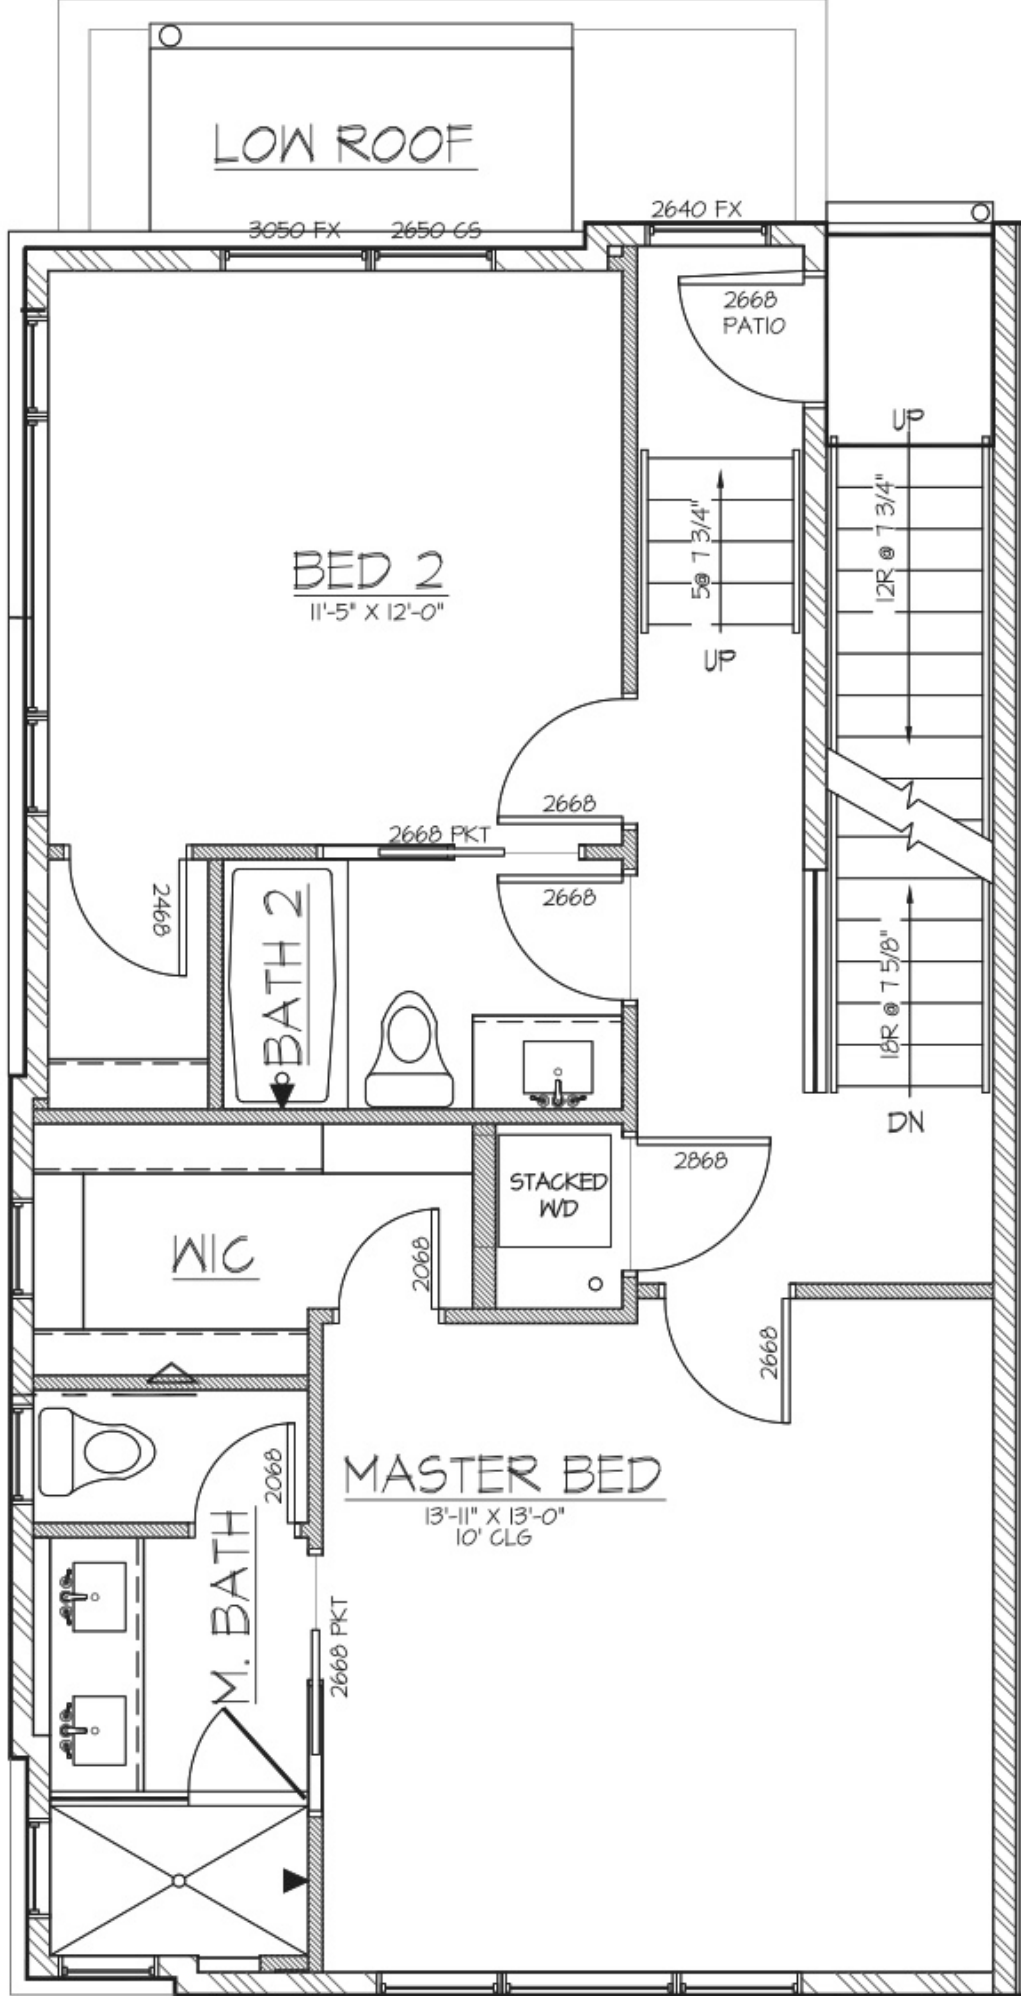 LOW ROOF
2640 FX
3050 FX
2650 CS
2668
PATIO
UP
12R @ 7 3/4"
5@ 7 3/4"
UP
BED 2
11'-5" X 12'-0"
2668
2668 PKT
2668
2468
BATH 2
18R @ 7 5/8"
DN
2868
STACKED
W/D
WIC
2068
2668
2068
MASTER BED
13'-11" X 13'-0"
10' CLG
M. BATH
2668 PKT